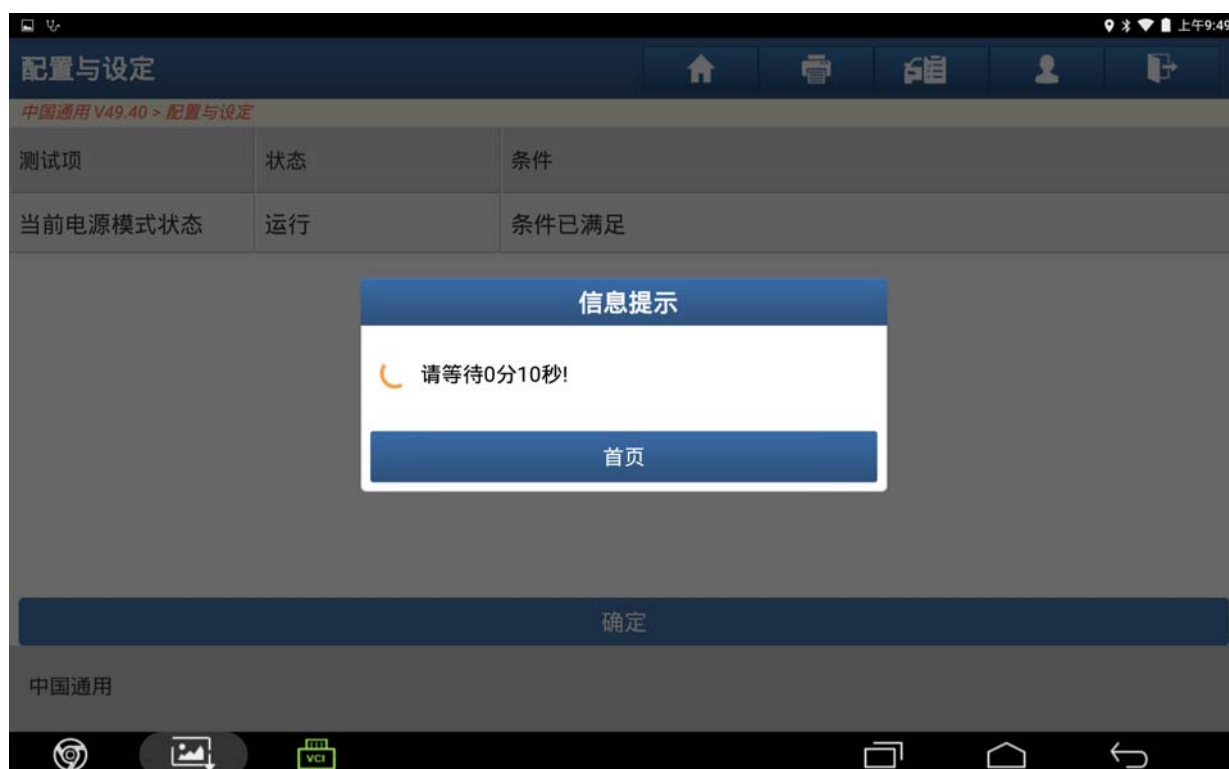 上午9:49
配置与设定
中国通用 V49.40 > 配置与设定
测试项 状态 条件
当前电源模式状态 运行 条件已满足
信息提示
请等待0分10秒!
首页
确定
中国通用
VCI